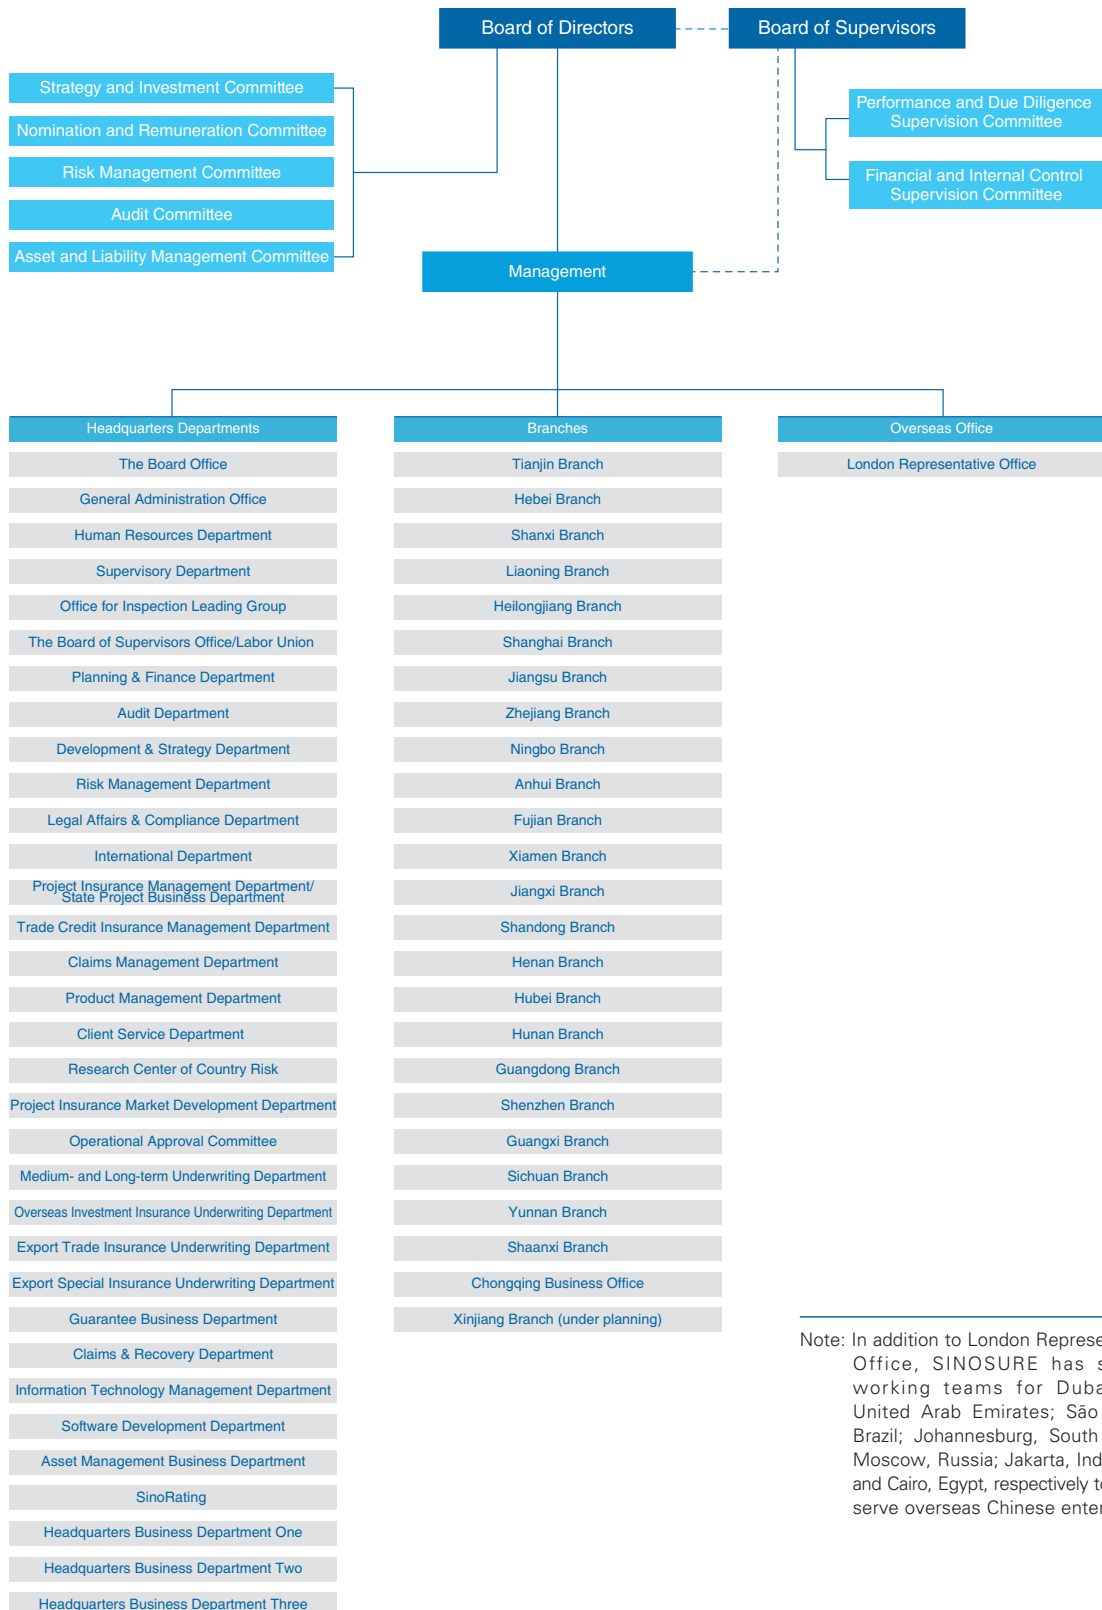 Board of Directors
Board of Supervisors
Strategy and Investment Committee
Nomination and Remuneration Committee
Risk Management Committee
Audit Committee
Asset and Liability Management Committee
Performance and Due Diligence
Supervision Committee
Financial and Internal Control
Supervision Committee
Management
Headquarters Departments
The Board Office
General Administration Office
Human Resources Department
Supervisory Department
Office for Inspection Leading Group
The Board of Supervisors Office/Labor Union
Planning & Finance Department
Audit Department
Development & Strategy Department
Risk Management Department
Legal Affairs & Compliance Department
International Department
Project Insurance Management Department/
State Project Business Department
Trade Credit Insurance Management Department
Claims Management Department
Product Management Department
Client Service Department
Research Center of Country Risk
Project Insurance Market Development Department
Operational Approval Committee
Medium- and Long-term Underwriting Department
Overseas Investment Insurance Underwriting Department
Export Trade Insurance Underwriting Department
Export Special Insurance Underwriting Department
Guarantee Business Department
Claims & Recovery Department
Information Technology Management Department
Software Development Department
Asset Management Business Department
SinoRating
Headquarters Business Department One
Headquarters Business Department Two
Headquarters Business Department Three
Branches
Tianjin Branch
Hebei Branch
Shanxi Branch
Liaoning Branch
Heilongjiang Branch
Shanghai Branch
Jiangsu Branch
Zhejiang Branch
Ningbo Branch
Anhui Branch
Fujian Branch
Xiamen Branch
Jiangxi Branch
Shandong Branch
Henan Branch
Hubei Branch
Hunan Branch
Guangdong Branch
Shenzhen Branch
Guangxi Branch
Sichuan Branch
Yunnan Branch
Shaanxi Branch
Chongqing Business Office
Xinjiang Branch (under planning)
Overseas Office
London Representative Office
Note: In addition to London
Office, SINOSURE has
working teams for
United Arab Emirates; São
Brazil; Johannesburg, South
Moscow, Russia; Jakarta,
and Cairo, Egypt, respectively
serve overseas Chinese